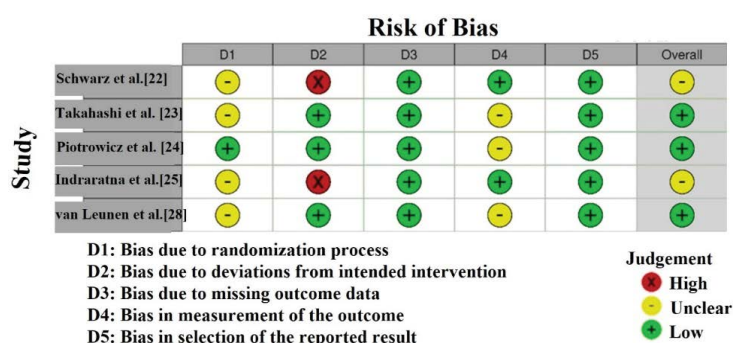 Risk of Bias
D1 D2 D3 D4 D5 Overall
Study
Schwarz et al.[22] - X + + + -
Takahashi et al. [23] - + + - + +
Piotrowicz et al. [24] + + + - + +
Indraratna et al.[25] - X + + + -
van Leunen et al.[28] - + + - + +
D1: Bias due to randomization process
D2: Bias due to deviations from intended intervention
D3: Bias due to missing outcome data
D4: Bias in measurement of the outcome
D5: Bias in selection of the reported result
Judgement
X High
- Unclear
+ Low